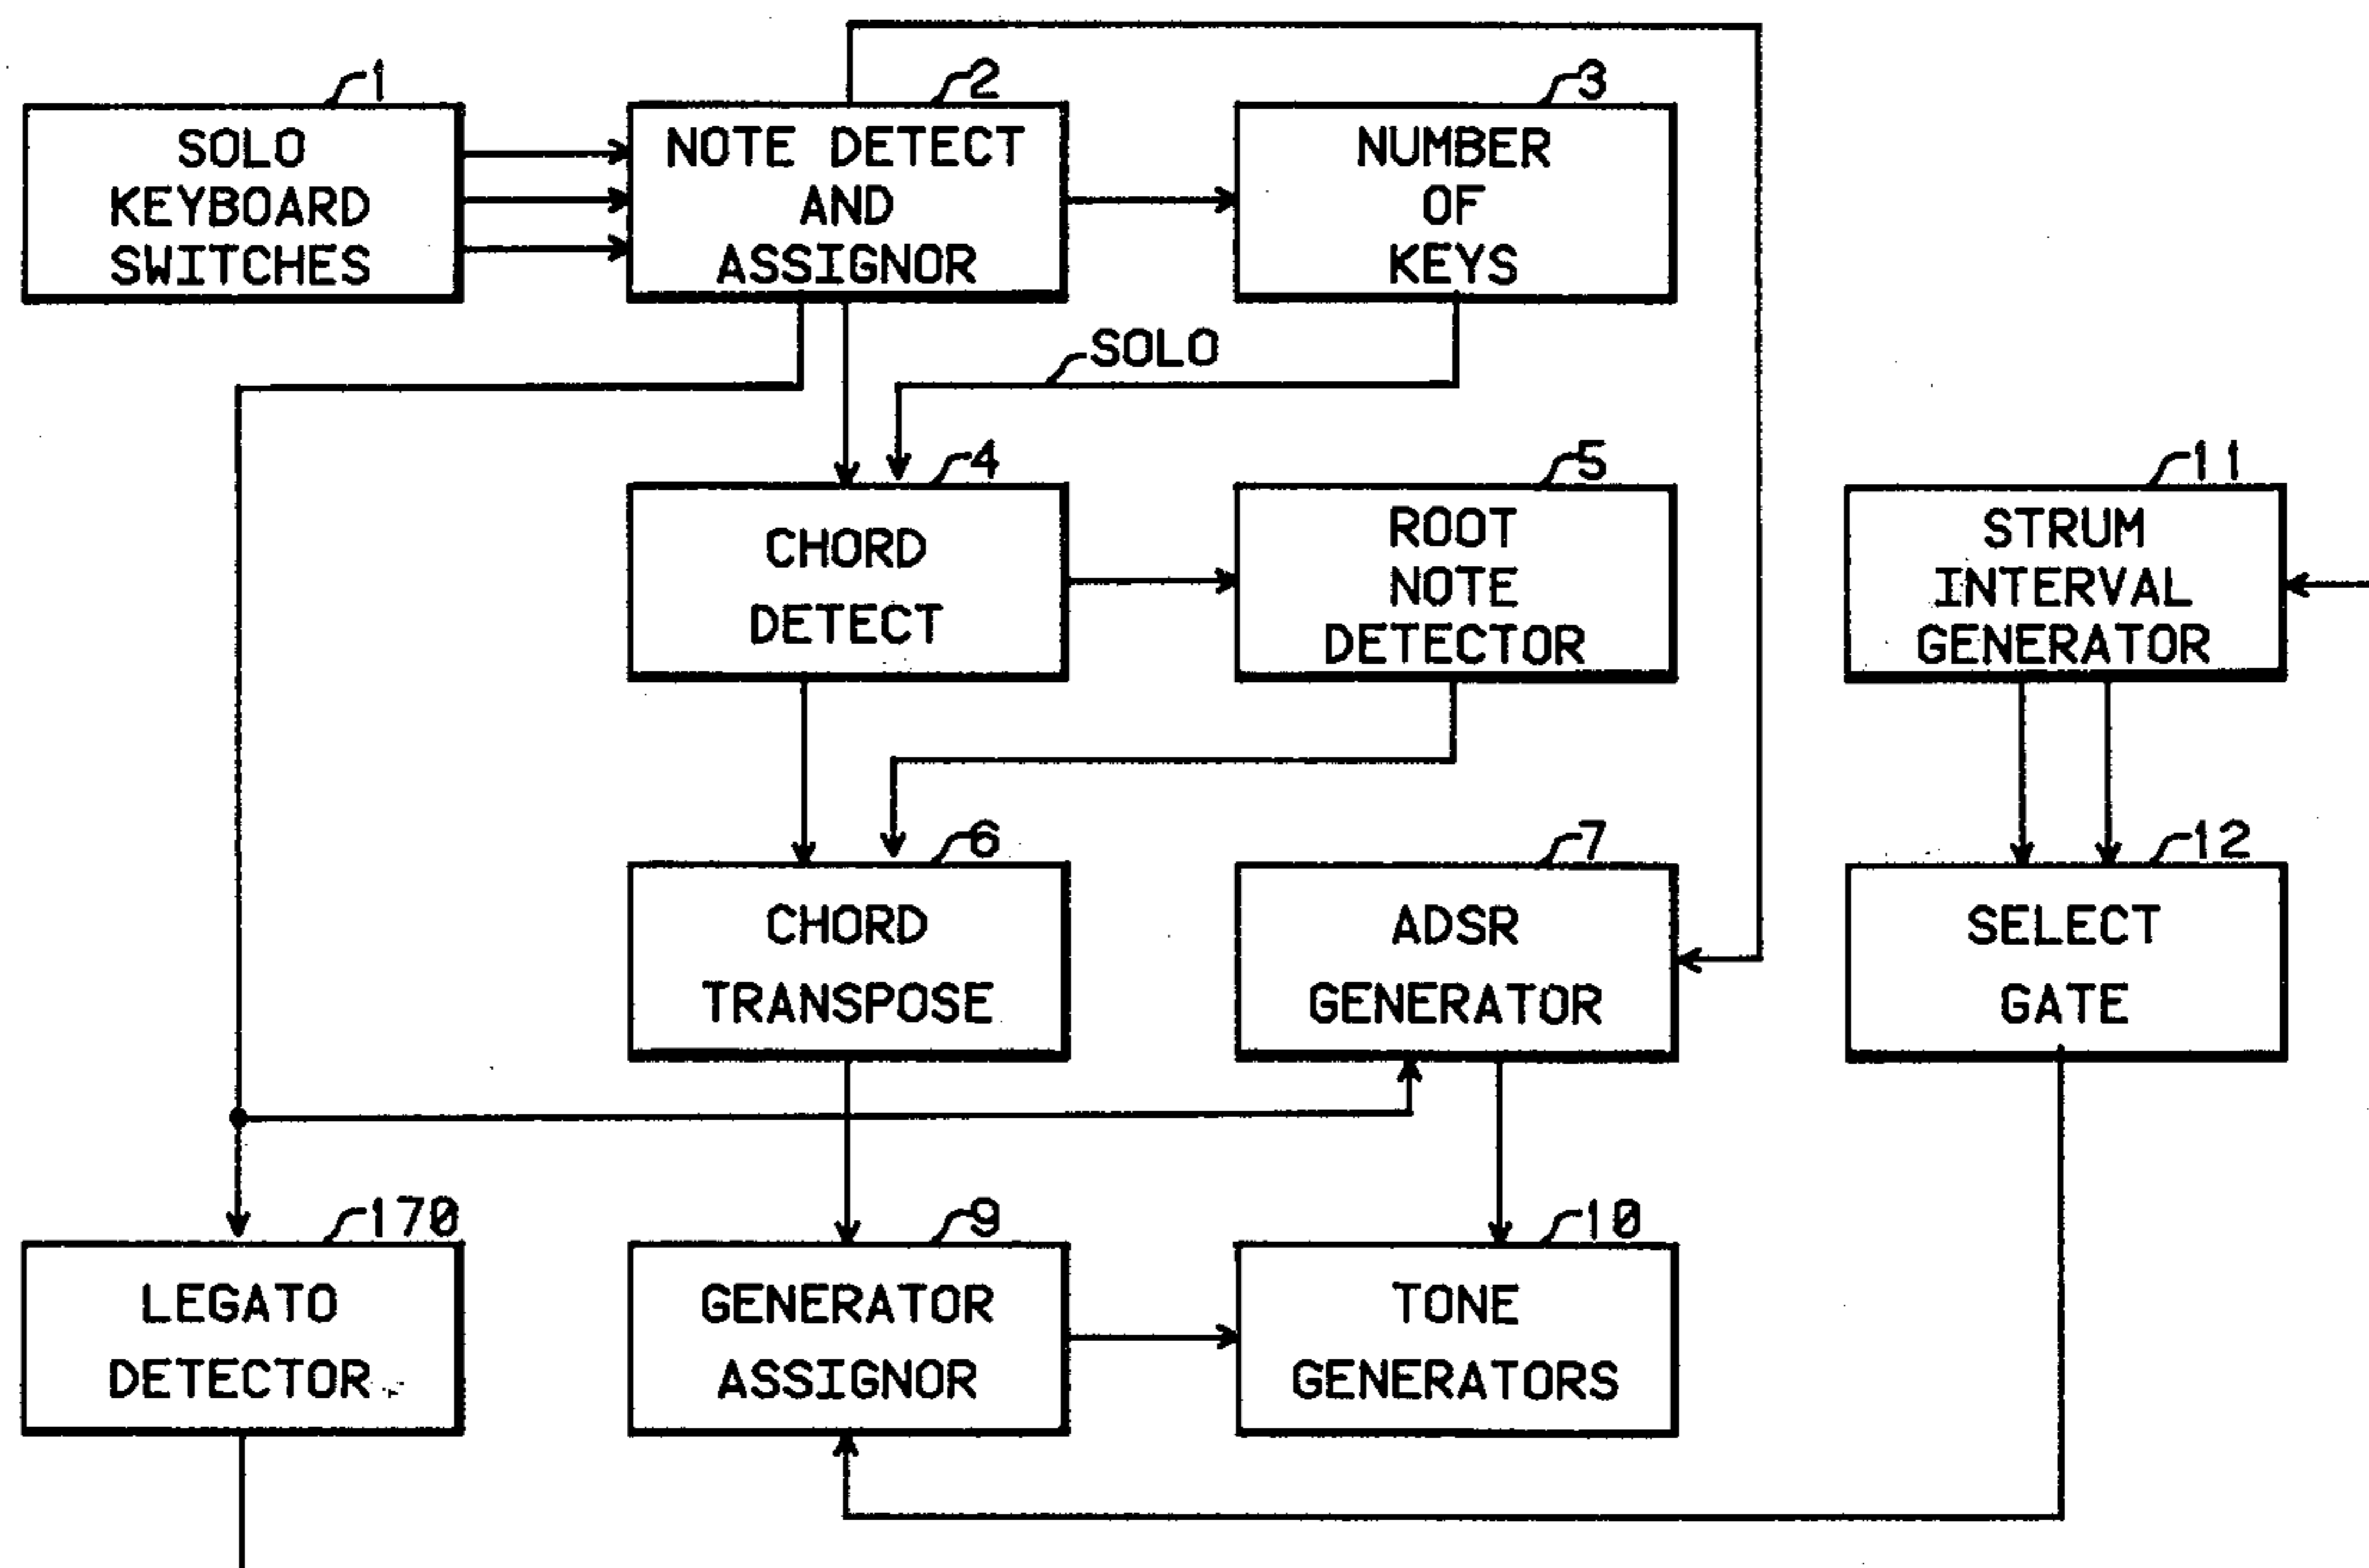 1
SOLO
KEYBOARD
SWITCHES
2
NOTE DETECT
AND
ASSIGNOR
3
NUMBER
OF
KEYS
SOLO
4
CHORD
DETECT
5
ROOT
NOTE
DETECTOR
11
STRUM
INTERVAL
GENERATOR
6
CHORD
TRANSPOSE
7
ADSR
GENERATOR
12
SELECT
GATE
170
LEGATO
DETECTOR
9
GENERATOR
ASSIGNOR
10
TONE
GENERATORS